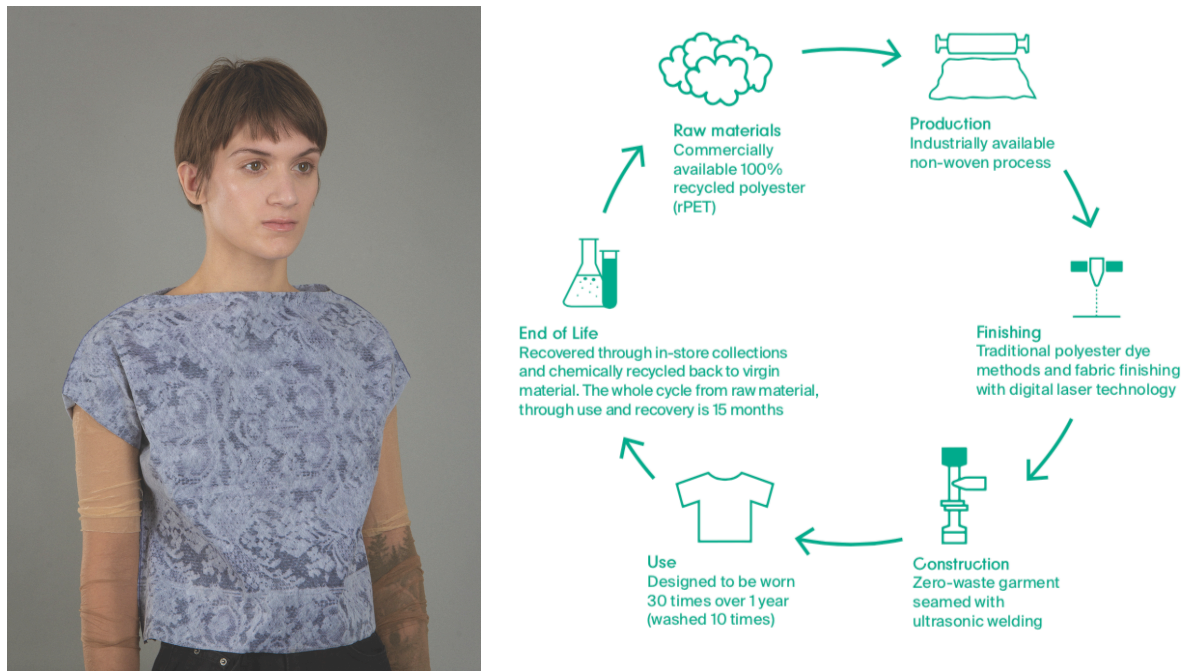 Raw materials
Commercially
available 100%
recycled polyester
(rPET)
Production
Industrially available
non-woven process
Finishing
Traditional polyester dye
methods and fabric finishing
with digital laser technology
Construction
Zero-waste garment
seamed with
ultrasonic welding
Use
Designed to be worn
30 times over 1 year
(washed 10 times)
End of Life
Recovered through in-store collections
and chemically recycled back to virgin
material. The whole cycle from raw material,
through use and recovery is 15 months